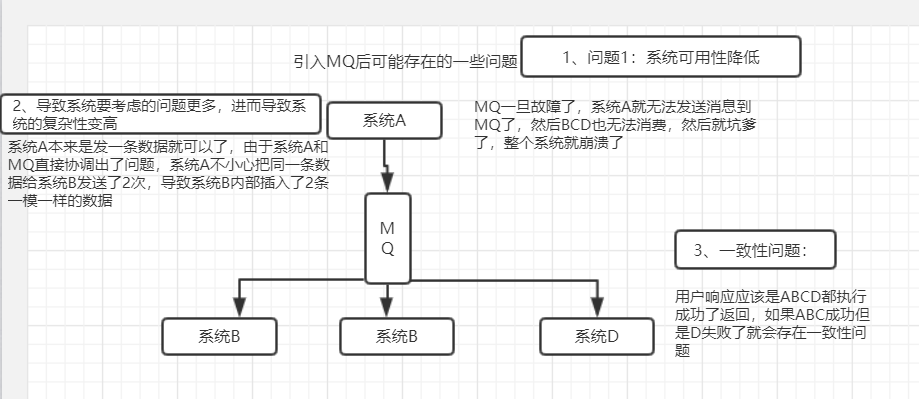 引入MQ后可能存在的一些问题
1、问题1：系统可用性降低
MQ一旦故障了，系统A就无法发送消息到
MQ了，然后BCD也无法消费，然后就坑爹
了，整个系统就崩溃了
2、导致系统要考虑的问题更多，进而导致系
统的复杂性变高
系统A本来是发一条数据就可以了，由于系统A和
MQ直接协调出了问题，系统A不小心把同一条数
据给系统B发送了2次，导致系统B内部插入了2条
一模一样的数据
系统A
M
Q
3、一致性问题：
用户响应应该是ABCD都执行
成功了返回，如果ABC成功但
是D失败了就会存在一致性问
题
系统B
系统B
系统D